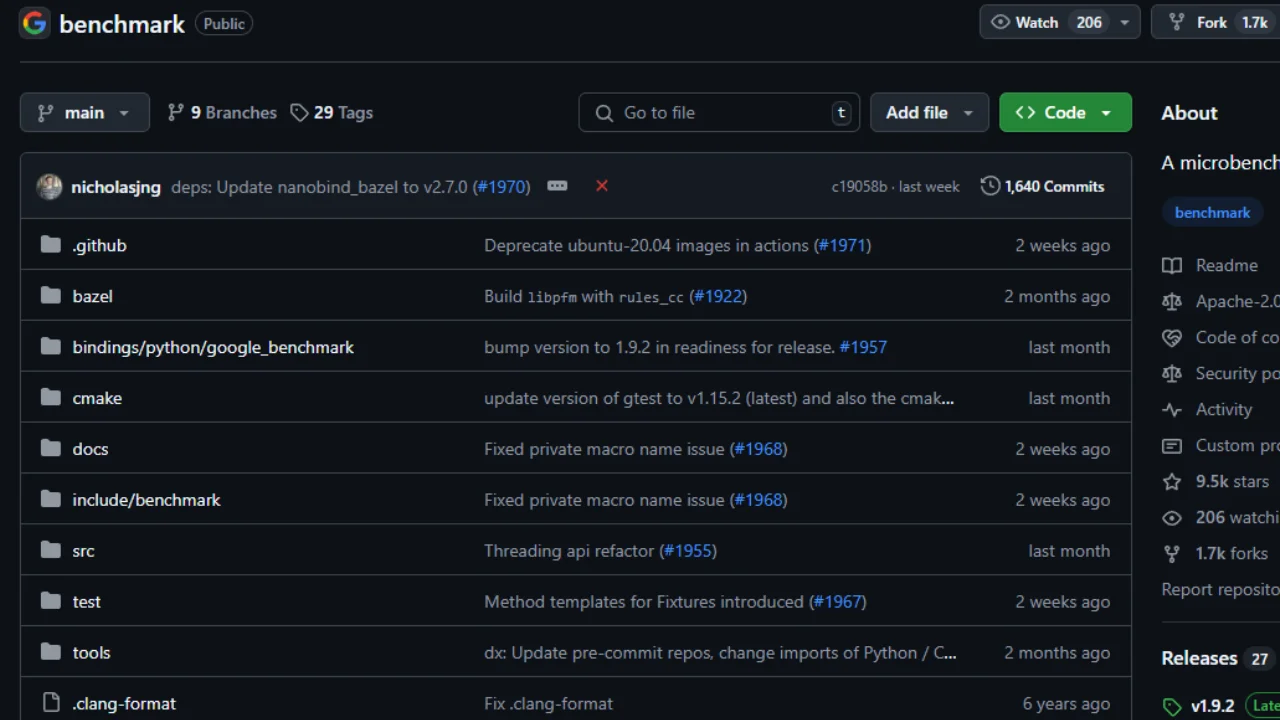 benchmark Public Watch 206 Fork 1.7k
main 9 Branches 29 Tags Go to file t Add file Code About
A microbench
nicholasjng deps: Update nanobind_bazel to v2.7.0 (#1970) c19058b · last week 1,640 Commits
benchmark
.github Deprecate ubuntu-20.04 images in actions (#1971) 2 weeks ago
Readme
bazel Build libpfm with rules_cc (#1922) 2 months ago
Apache-2.0
Code of co
bindings/python/google_benchmark bump version to 1.9.2 in readiness for release. #1957 last month
Security po
cmake update version of gtest to v1.15.2 (latest) and also the cmak... last month
Activity
docs Fixed private macro name issue (#1968) 2 weeks ago
Custom pro
9.5k stars
include/benchmark Fixed private macro name issue (#1968) 2 weeks ago
206 watchi
src Threading api refactor (#1955) last month
1.7k forks
Report reposito
test Method templates for Fixtures introduced (#1967) 2 weeks ago
tools dx: Update pre-commit repos, change imports of Python / C... 2 months ago
Releases 27
.clang-format Fix .clang-format 6 years ago
v1.9.2 Late